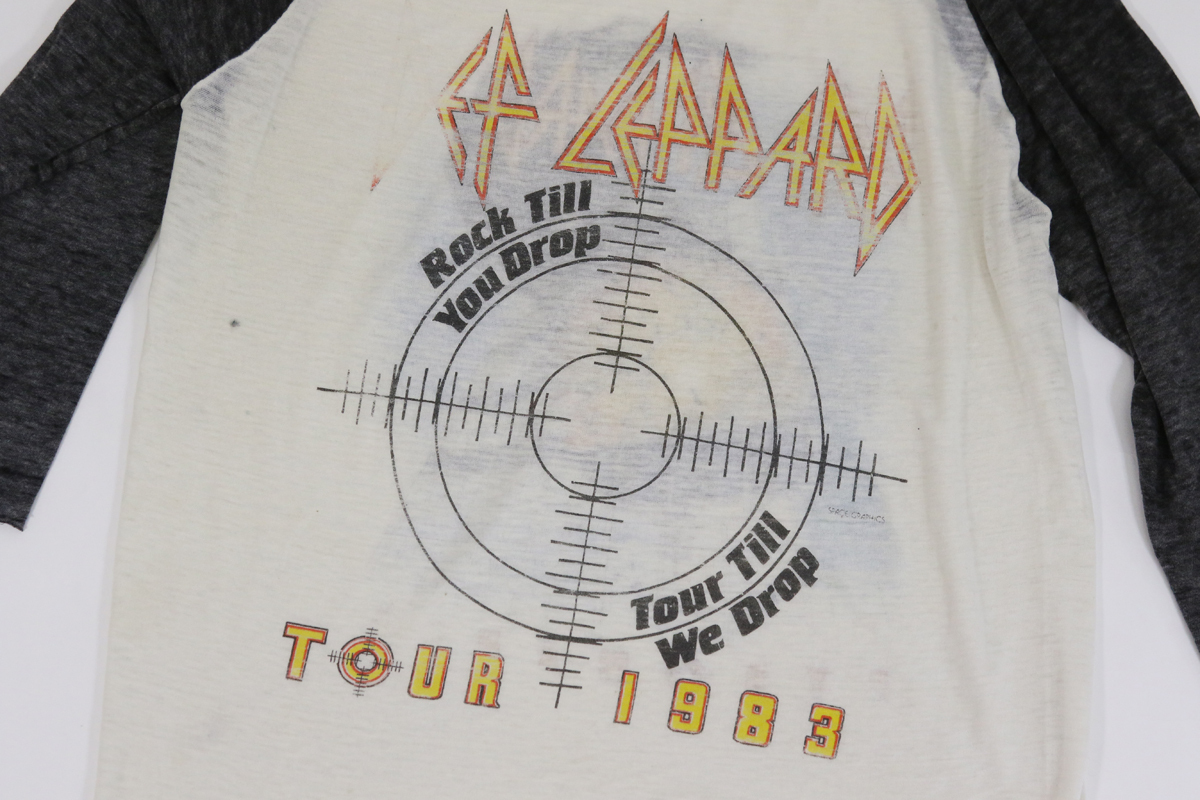 EF LEPPARD
Rock Till
You Drop
Tour Till
We Drop
TOUR 1983